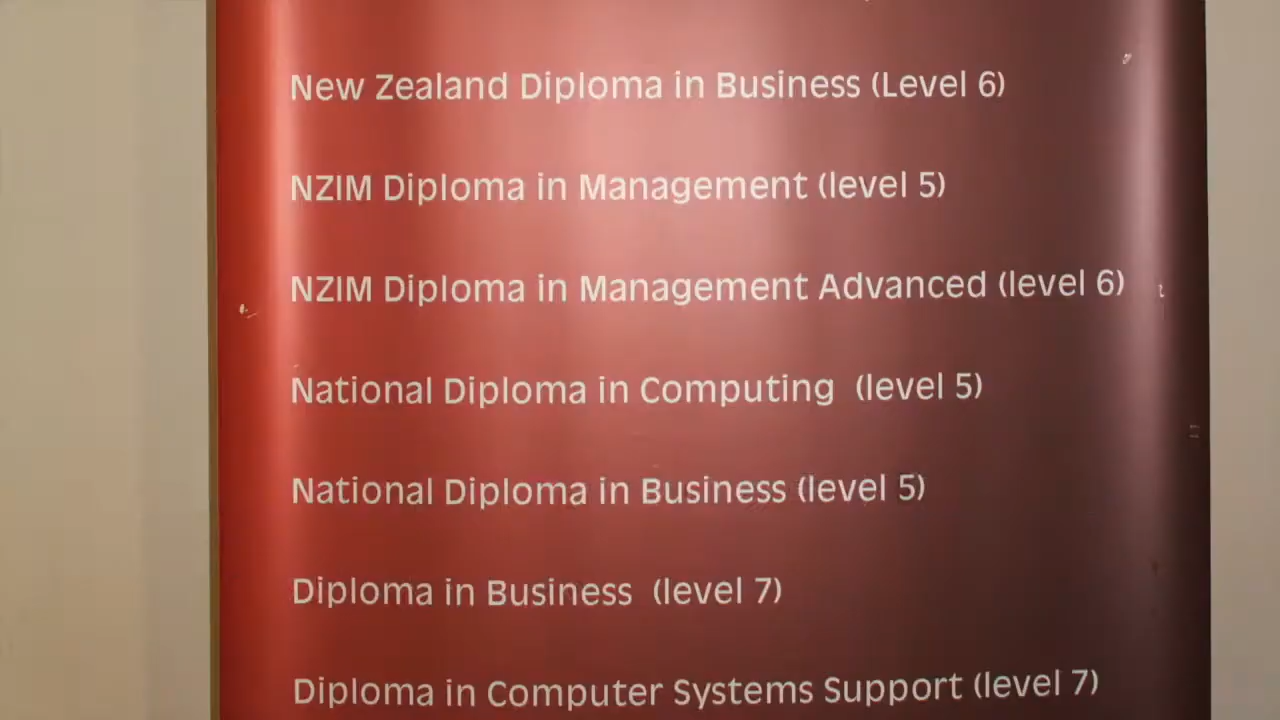 New Zealand Diploma in Business (Level 6)
NZIM Diploma in Management (level 5)
NZIM Diploma in Management Advanced (level 6)
National Diploma in Computing (level 5)
National Diploma in Business (level 5)
Diploma in Business (level 7)
Diploma in Computer Systems Support (level 7)